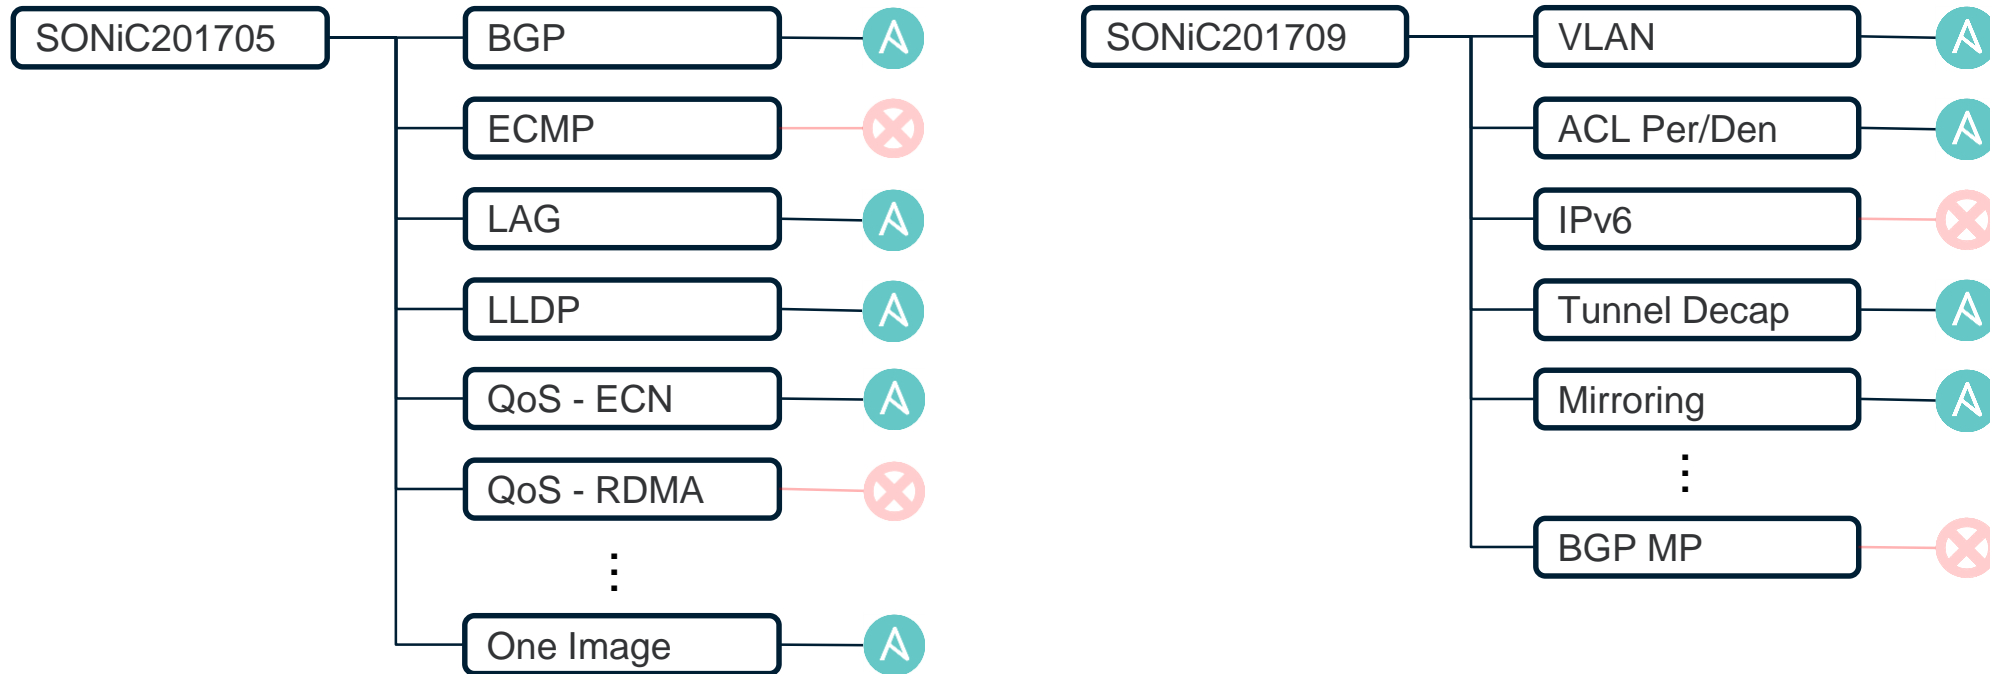 SONiC201705
BGP
ECMP
LAG
LLDP
QoS - ECN
QoS - RDMA
⋮
One Image
SONiC201709
VLAN
ACL Per/Den
IPv6
Tunnel Decap
Mirroring
⋮
BGP MP